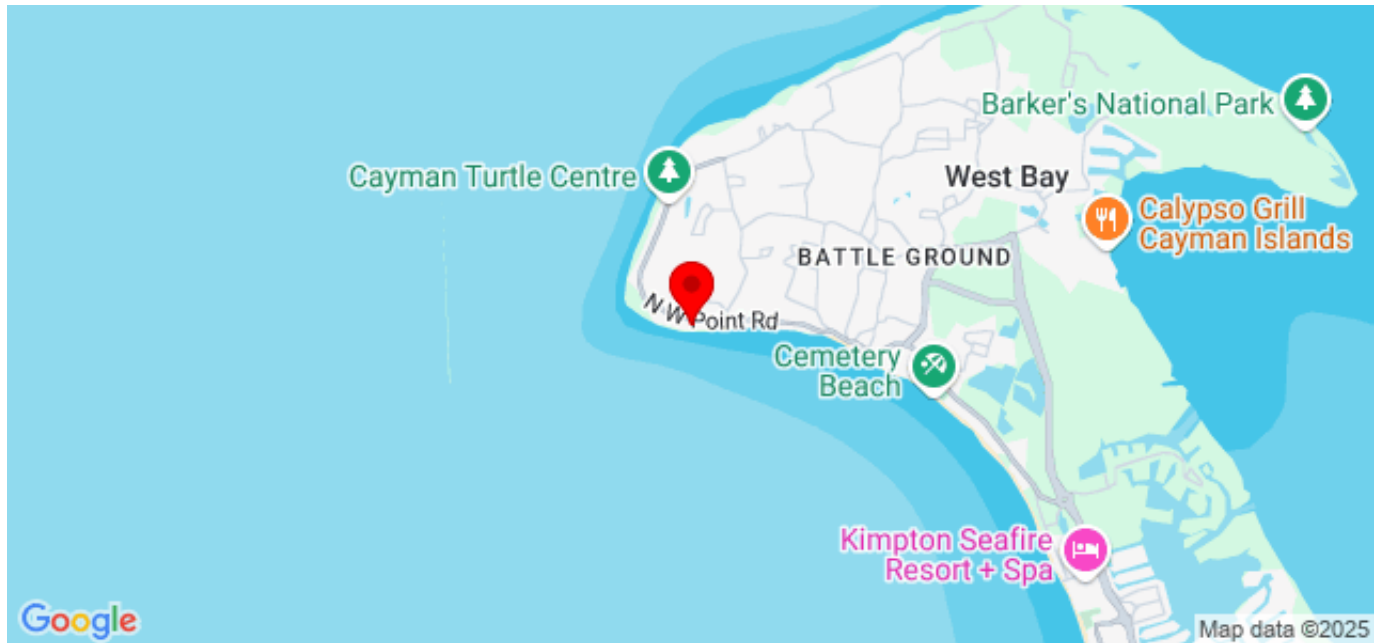 Barker's National Park
Cayman Turtle Centre
West Bay
Calypso Grill
Cayman Islands
BATTLE GROUND
N W Point Rd
Cemetery
Beach
Kimpton Seafire
Resort + Spa
Google
Map data ©2025